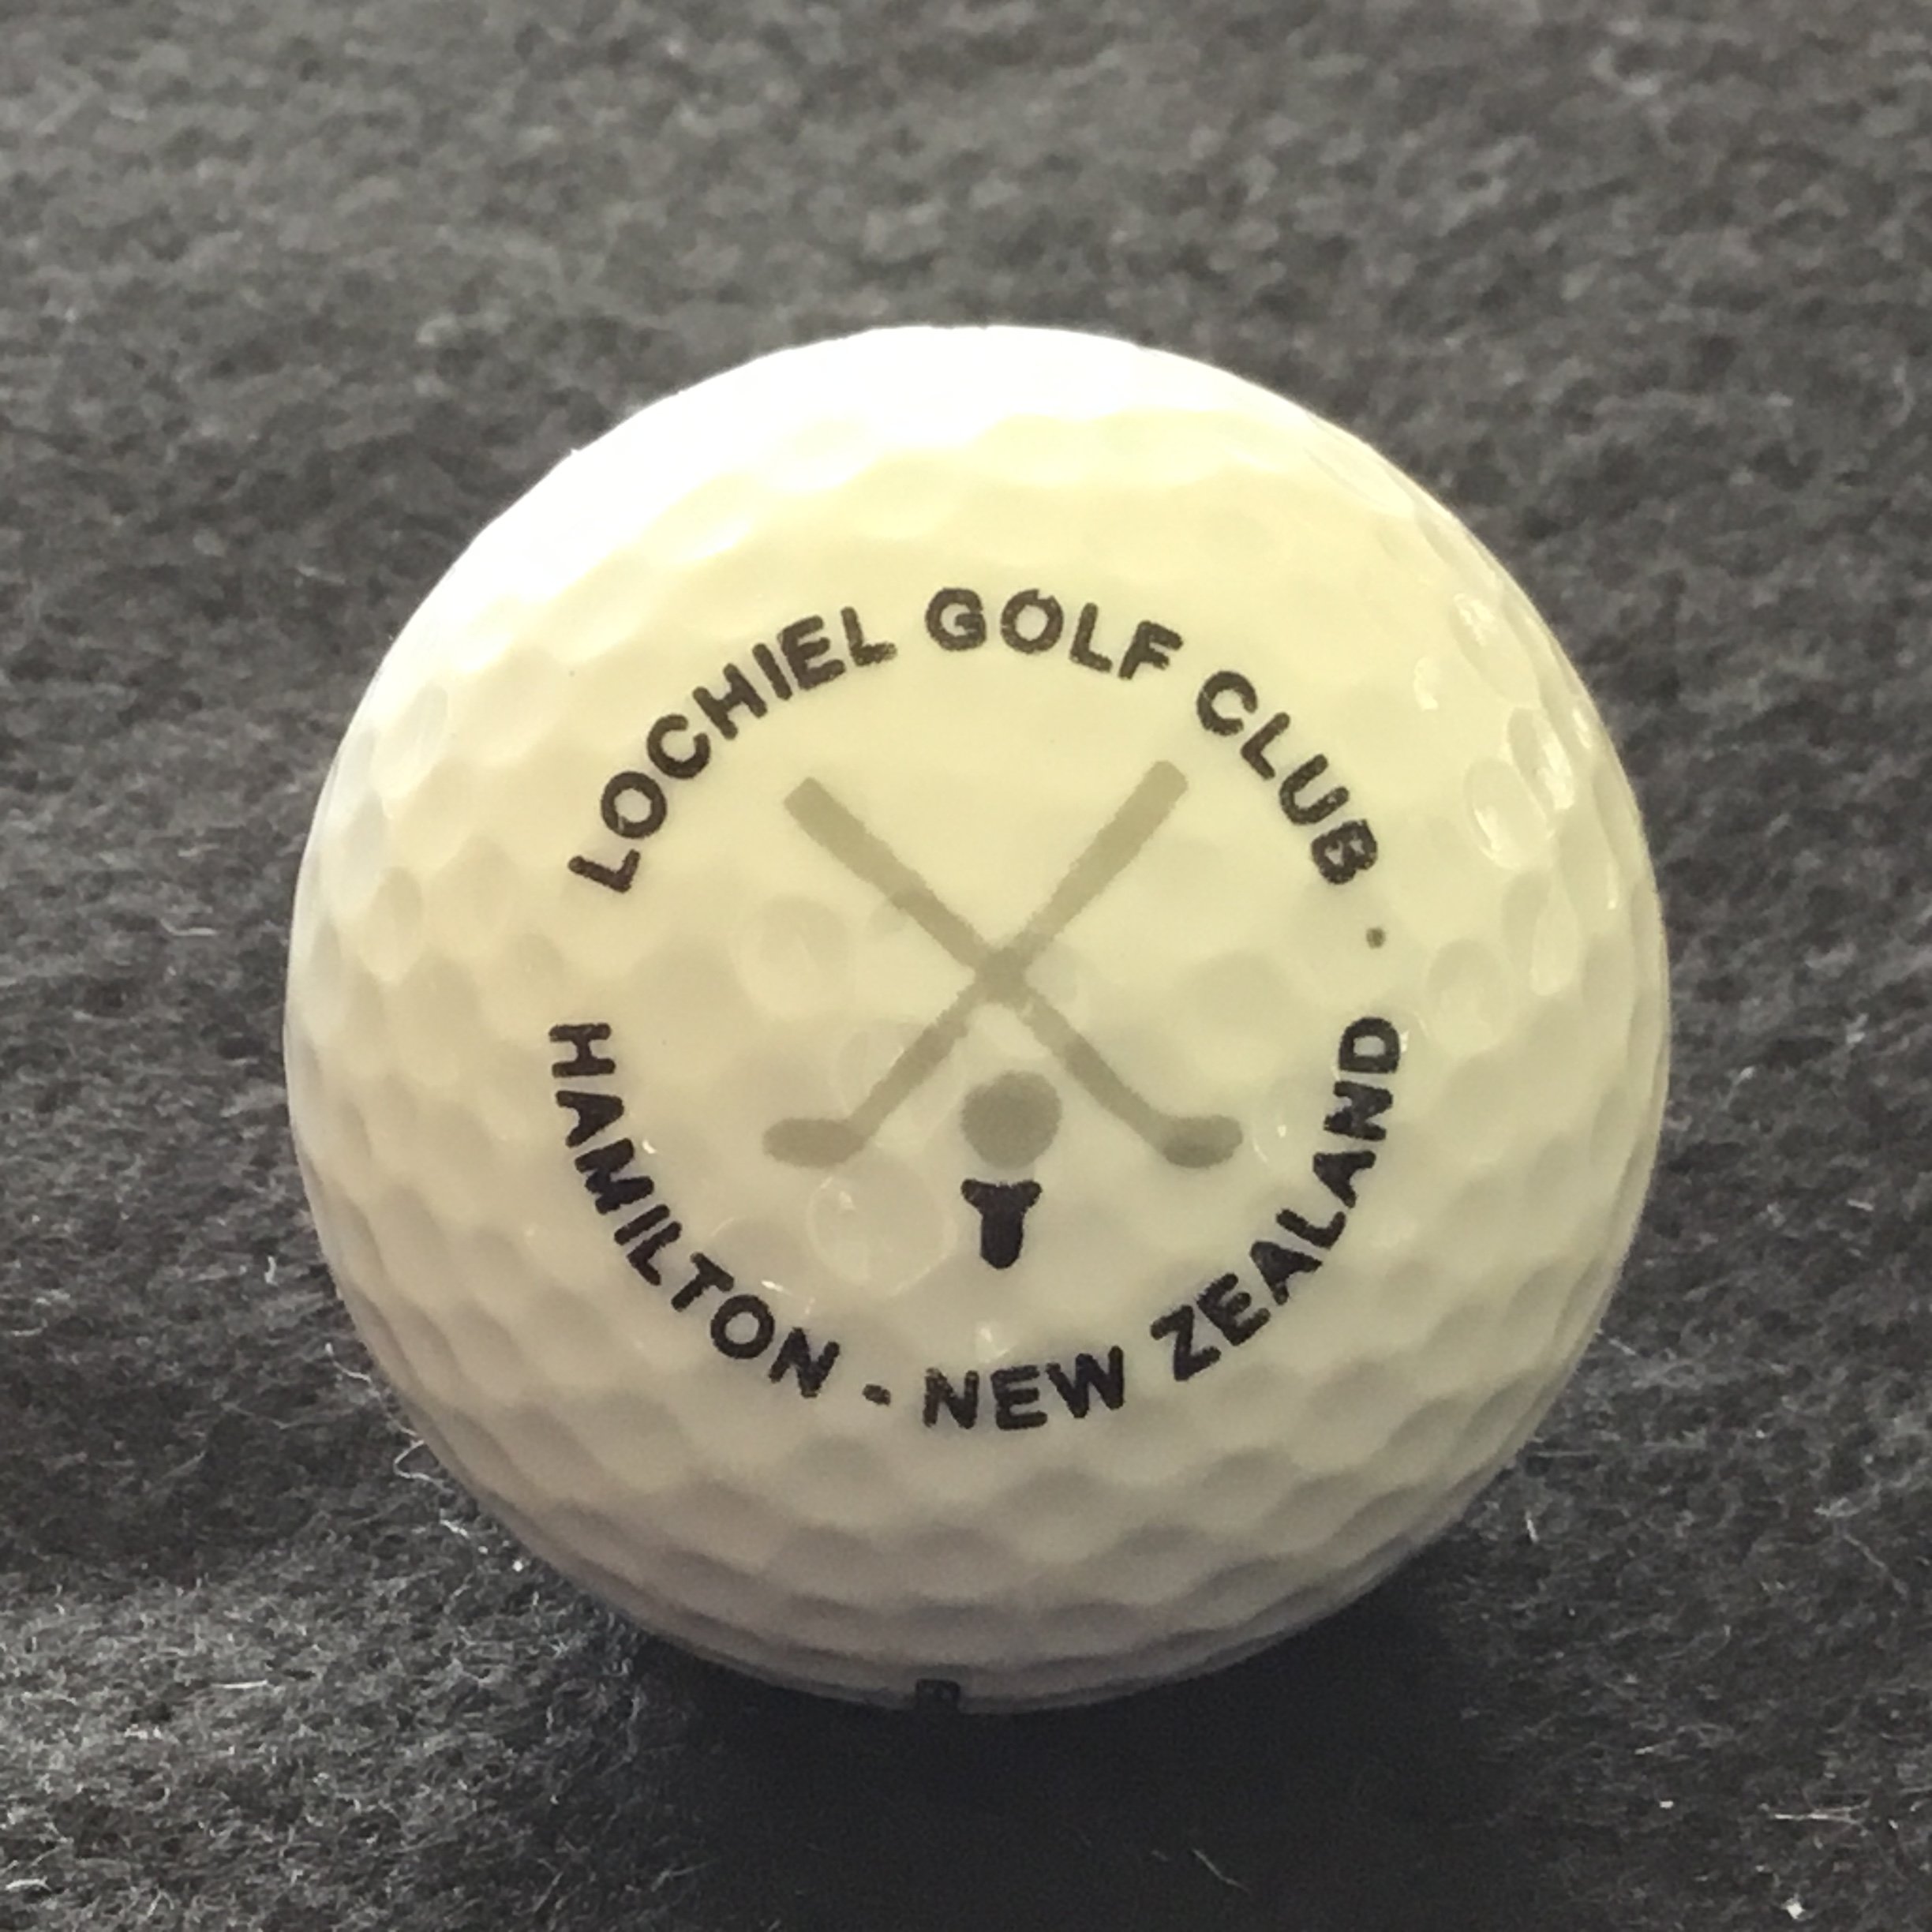 LOCHIEL GOLF CLUB ·
HAMILTON - NEW ZEALAND